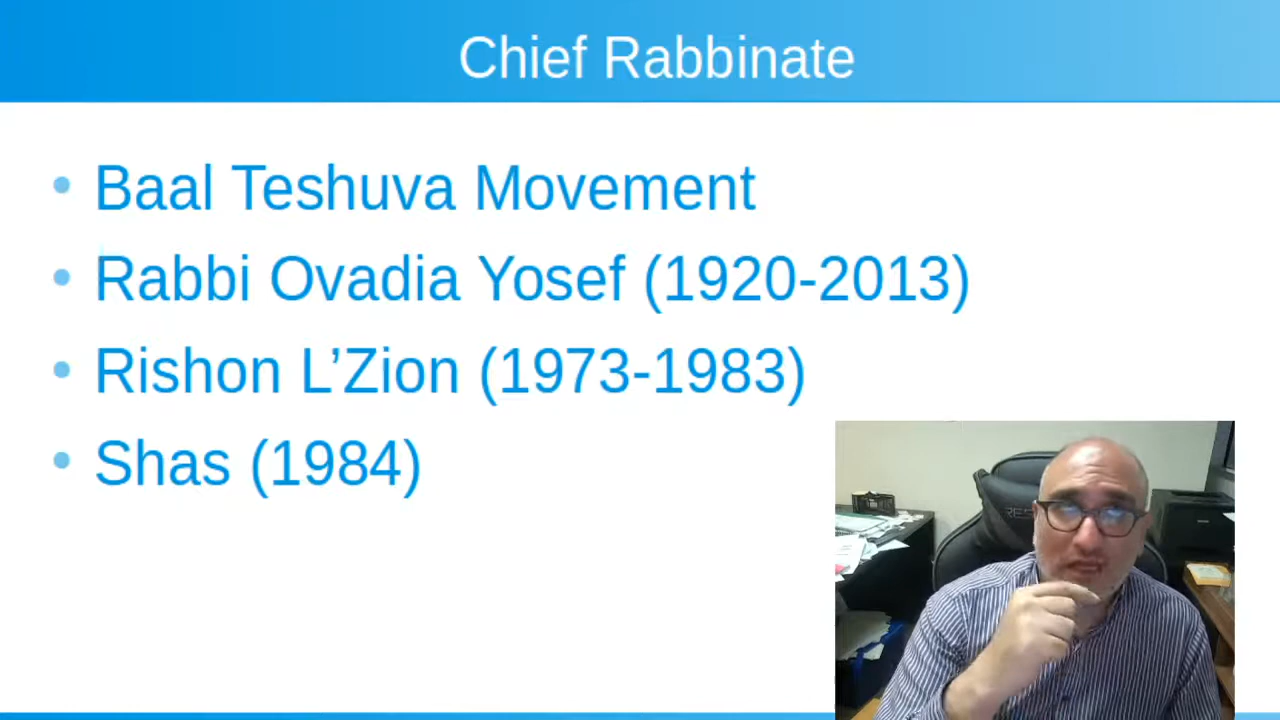 Chief Rabbinate
Baal Teshuva Movement
Rabbi Ovadia Yosef (1920-2013)
Rishon L’Zion (1973-1983)
Shas (1984)